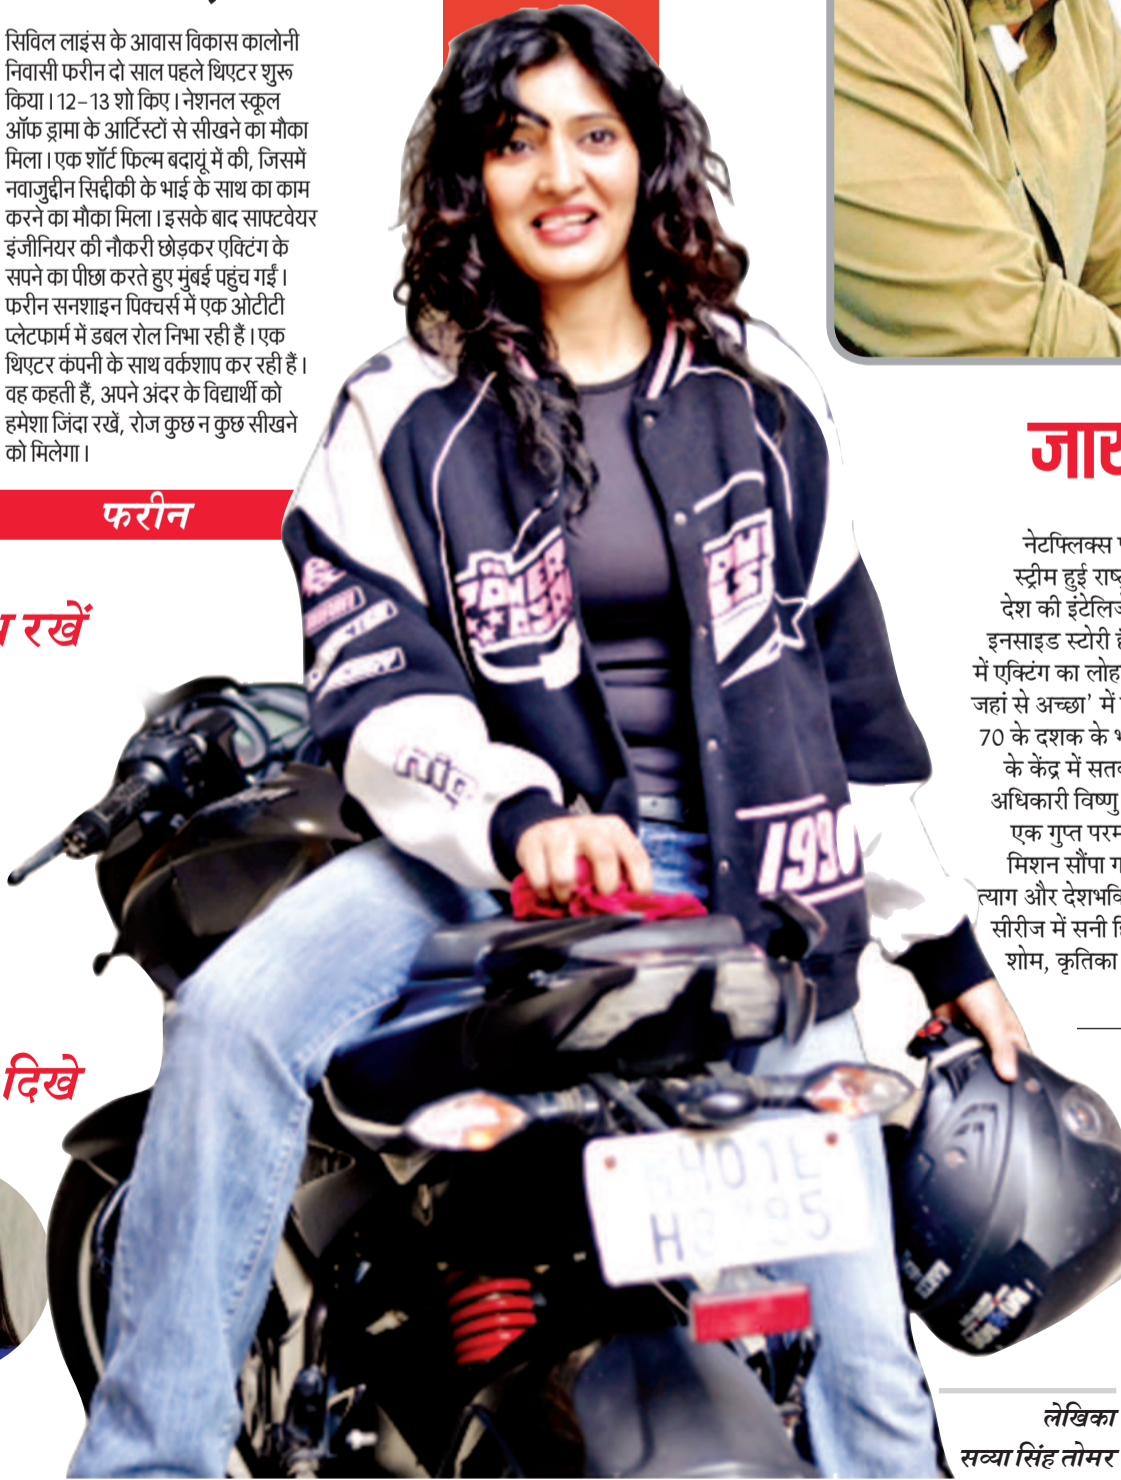 सिविल लाइंस के आवास विकास कालोनी
निवासी फरीन दो साल पहले थिएटर शुरू
किया। 12-13 शो किए। नेशनल स्कूल
ऑफ ड्रामा के आर्टिस्टों से सीखने का मौका
मिला। एक शॉर्ट फिल्म बदायूं में की, जिसमें
नवाजुद्दीन सिद्दीकी के भाई के साथ का काम
करने का मौका मिला। इसके बाद साफ्टवेयर
इंजीनियर की नौकरी छोड़कर एक्टिंग के
सपने का पीछा करते हुए मुंबई पहुंच गईं।
फरीन सनशाइन पिक्चर्स में एक ओटीटी
प्लेटफार्म में डबल रोल निभा रही हैं। एक
थिएटर कंपनी के साथ वर्कशाप कर रही हैं।
वह कहती हैं, अपने अंदर के विद्यार्थी को
हमेशा जिंदा रखें, रोज कुछ न कुछ सीखने
को मिलेगा।
फरीन
रखें
दिखे
नेटफ्लिक्स
स्ट्रीम हुई
देश की
इनसाइड स्टोरी
में एक्टिंग का
जहां से अच्छा' में
70 के दशक के
के केंद्र में
अधिकारी विष्णु
एक गुप्त
मिशन सौंपा
त्याग और
सीरीज में सनी
शोम, कृतिका
1990
लेखिका
सव्या सिंह तोमर